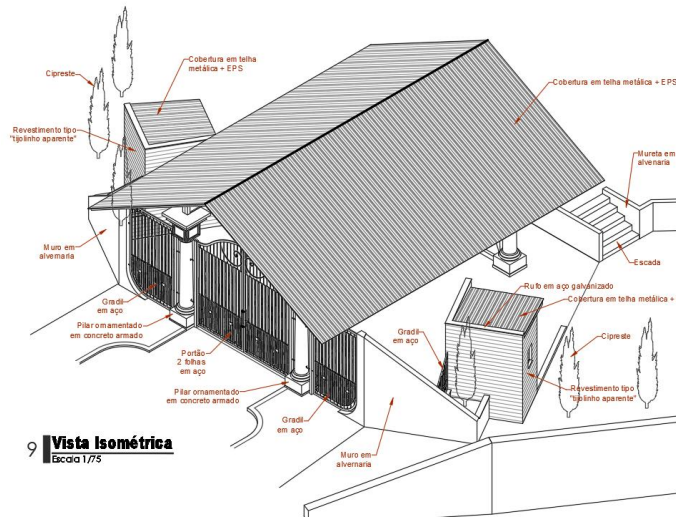 Cipreste
Cobertura em telha
metálica + EPS
Cobertura em telha metálica + EPS
Revestimento tipo
"tijolinho aparente"
Mureta em
alvenaria
Muro em
alvernaria
Escada
Rufo em aço galvanizado
Gradil
em aço
Cobertura em telha metálica +
Pilar ornamentado
em concreto armado
Gradil
em aço
Cipreste
Portão
2 folhas
em aço
Pilar ornamentado
em concreto armado
Revestimento tipo
"tijolinho aparente"
Gradil
em aço
Muro em
alvernaria
9 Vista Isométrica
Escala 1/75